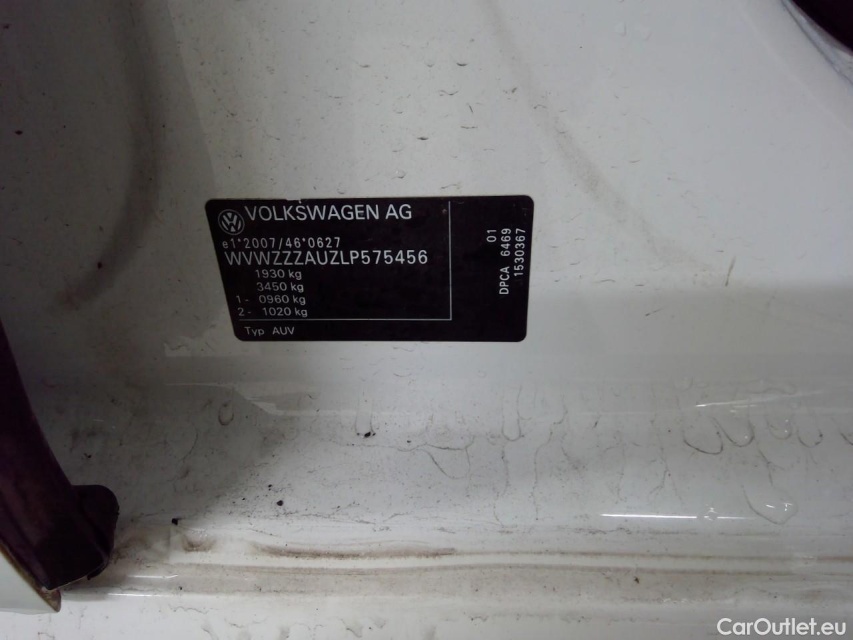 VOLKSWAGEN AG
e1*2007/46*0627
WVWZZZAUZLP575456
1930 kg
3450 kg
1- 0960 kg
2- 1020 kg
Typ AUV
01
DPCA 6469
1530367
CarOutlet.eu